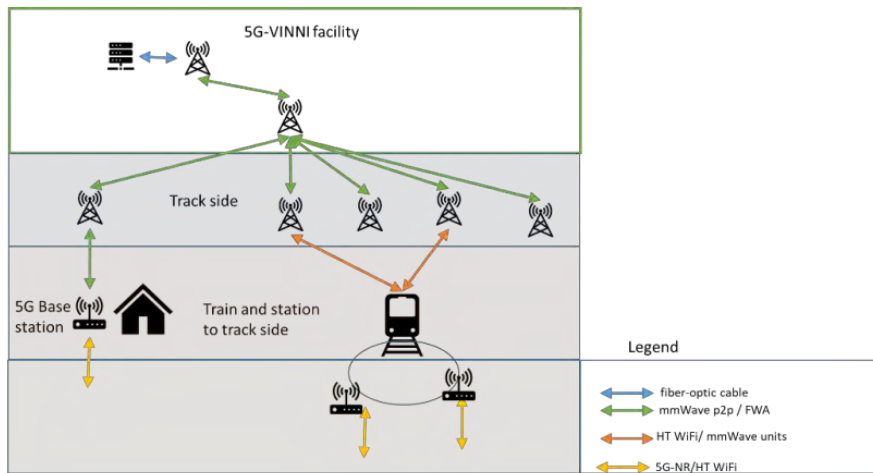 5G-VINNI facility
Track side
5G Base
station
Train and station
to track side
Legend
fiber-optic cable
mmWave p2p / FWA
HT WiFi/ mmWave units
5G-NR/HT WiFi